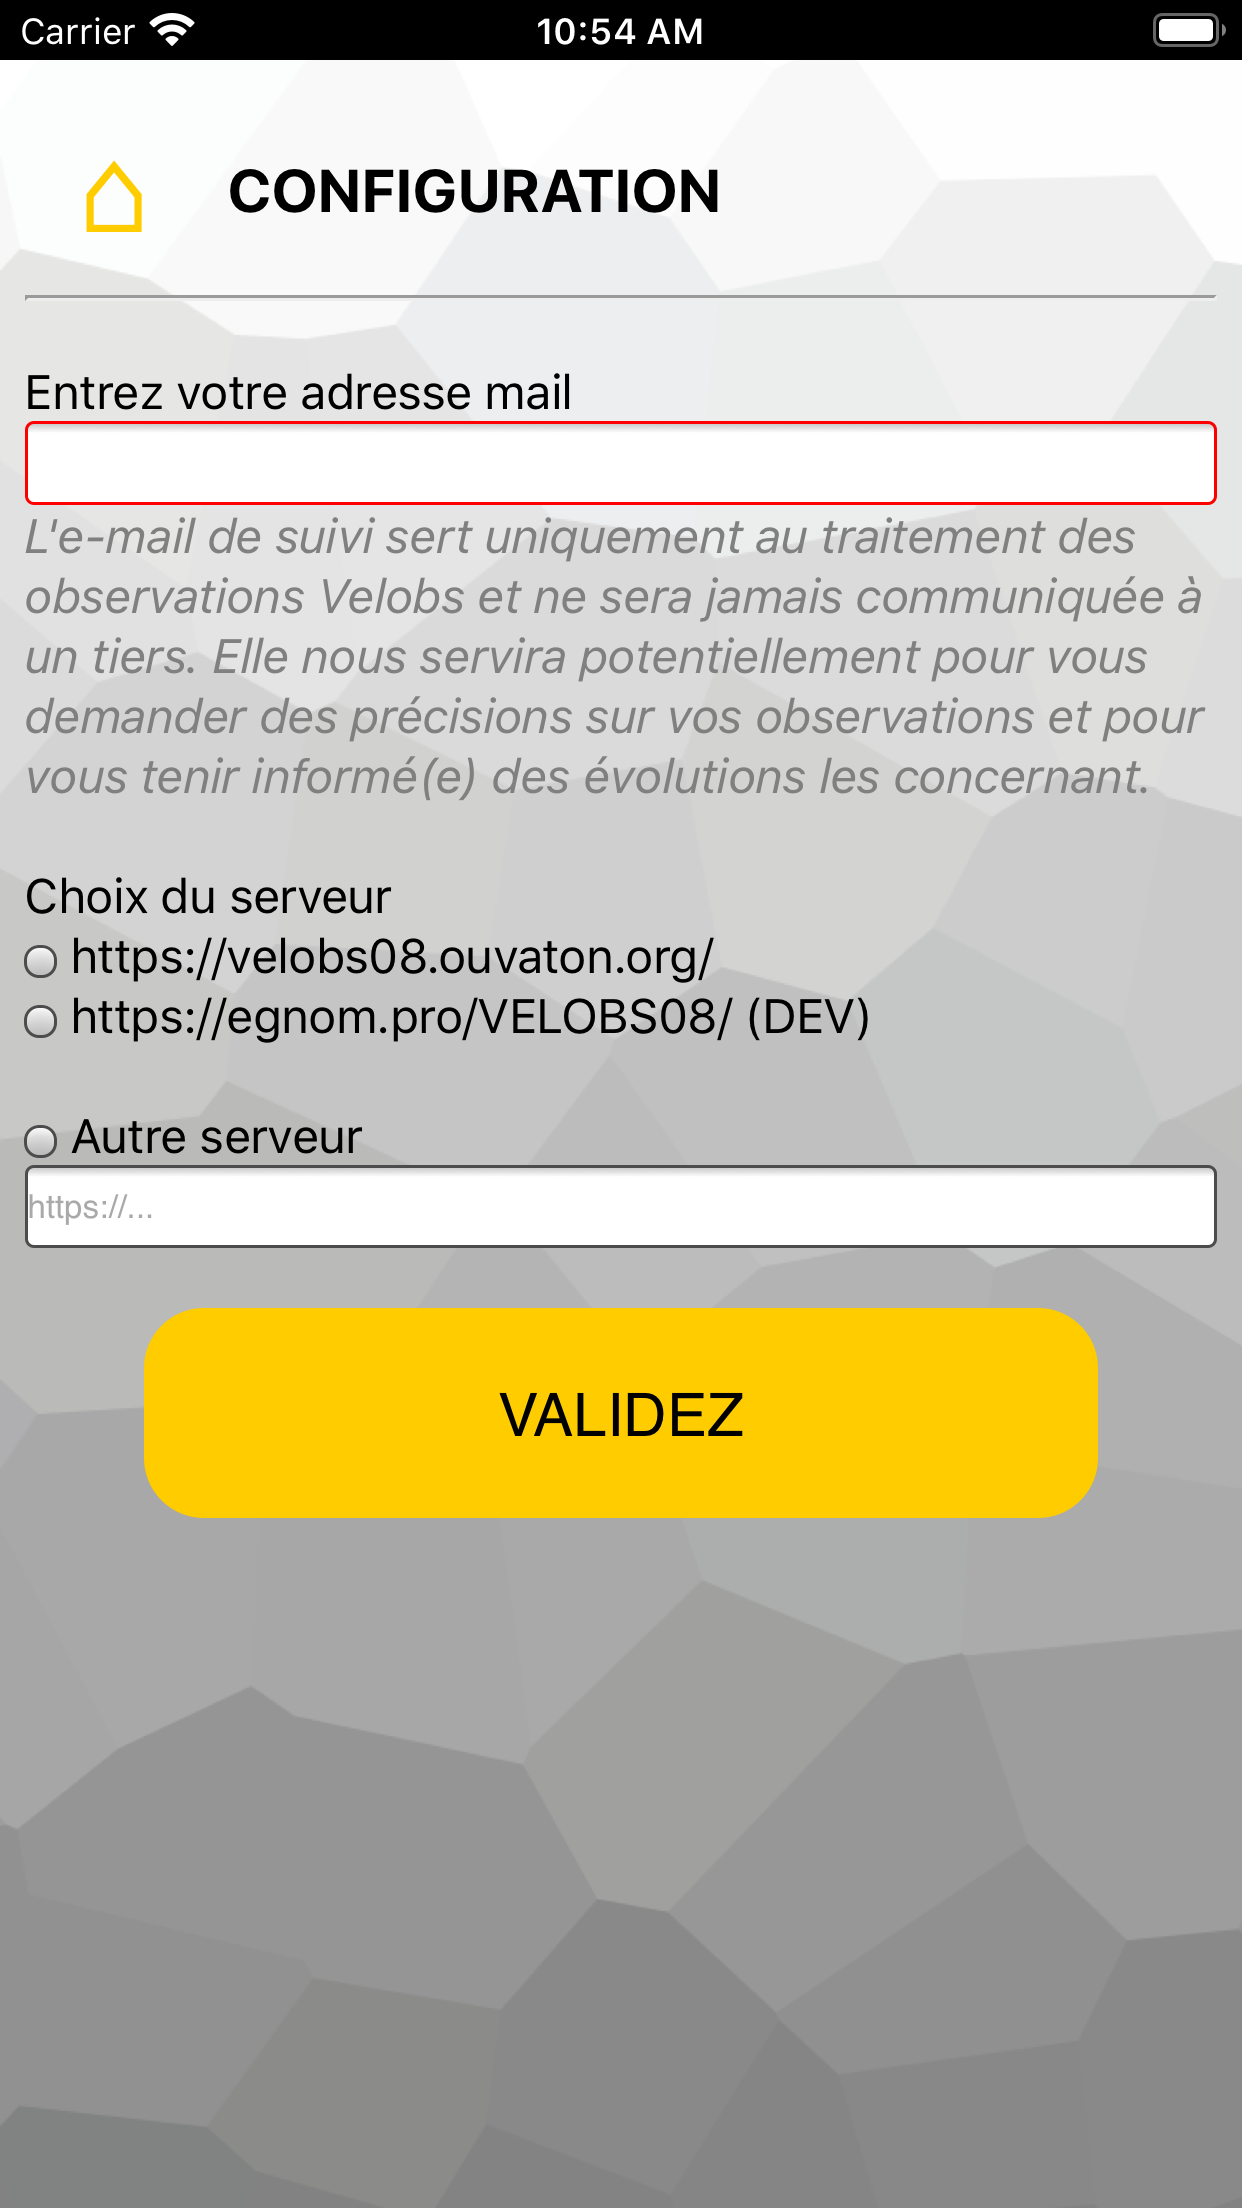 Carrier 10:54 AM
CONFIGURATION
Entrez votre adresse mail
L'e-mail de suivi sert uniquement au traitement des
observations Velobs et ne sera jamais communiquée à
un tiers. Elle nous servira potentiellement pour vous
demander des précisions sur vos observations et pour
vous tenir informé(e) des évolutions les concernant.
Choix du serveur
https://velobs08.ouvaton.org/
https://egnom.pro/VELOBS08/ (DEV)
Autre serveur
https://...
VALIDEZ